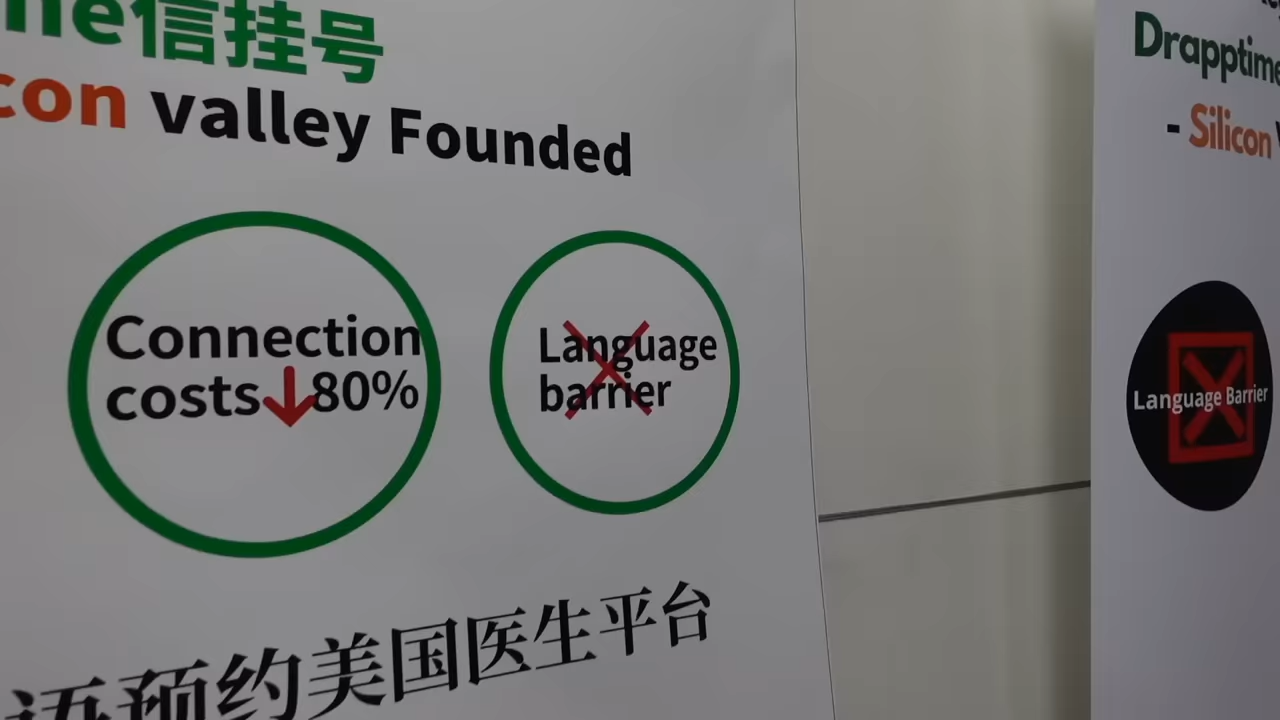 信挂号
valley Founded
Connection
costs↓80%
Language
barrier
预约美国医生平台
Drapptime
- Silicon
Language Barrier